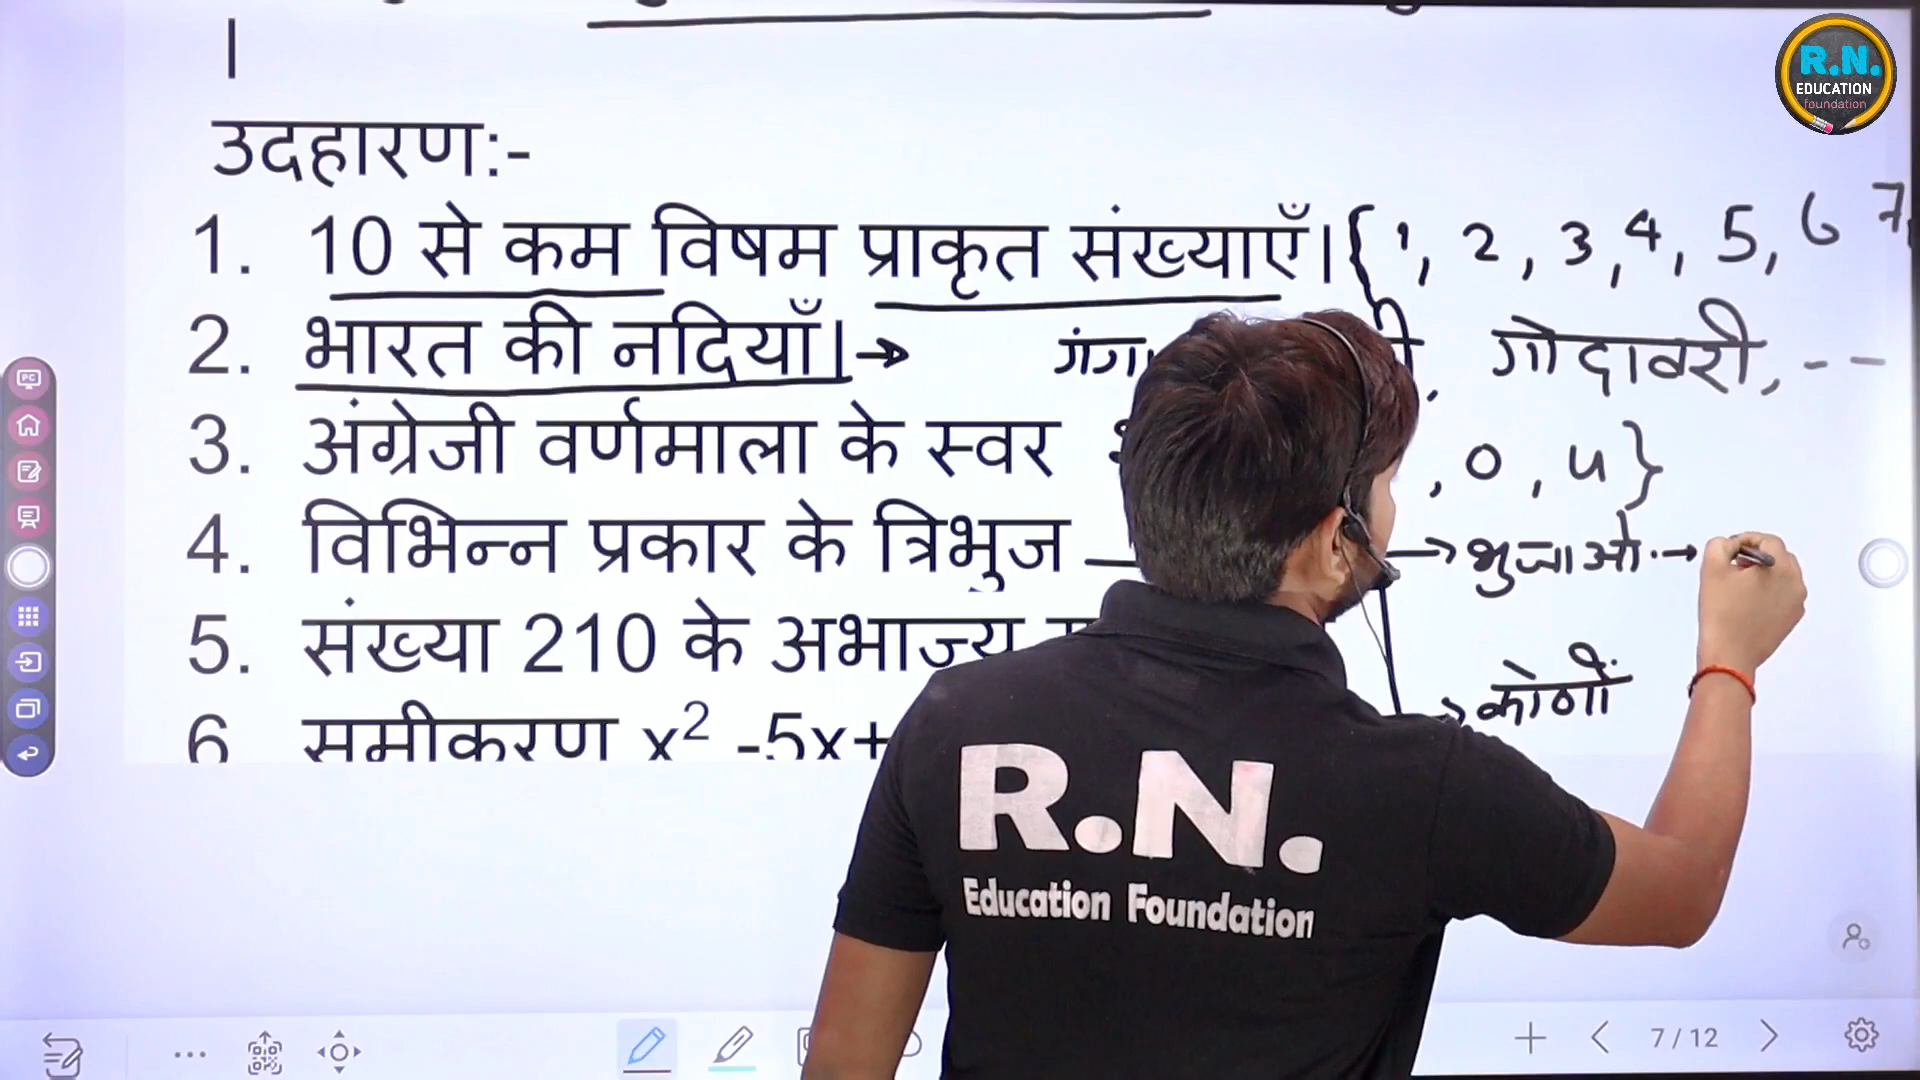 R.N.
EDUCATION
foundation
उदहारण:-
1. 10 से कम विषम प्राकृत संख्याएँ। { 1, 2, 3, 4, 5, 6 7,
2. भारत की नदियाँ। → गंगा गोदावरी, --
3. अंग्रेजी वर्णमाला के स्वर , o, u }
4. विभिन्न प्रकार के त्रिभुज → भुजाओ. →
5. संख्या 210 के अभाज्य
→ कोणों
6 समीकरण x² -5x+
R.N.
Education Foundation
PC
7 / 12